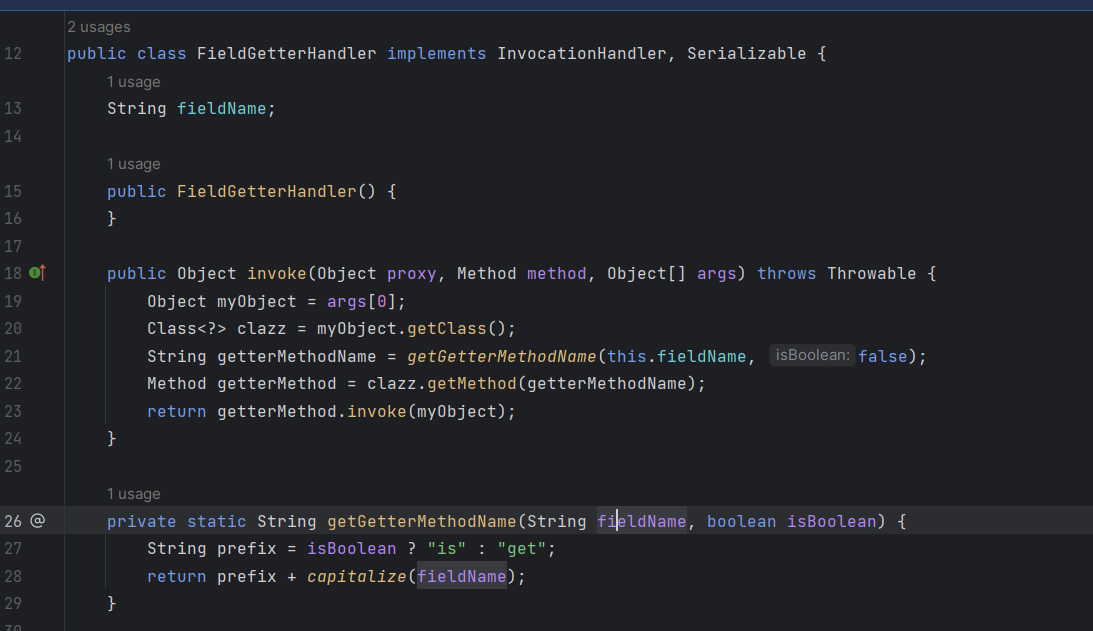 2 usages
12 public class FieldGetterHandler implements InvocationHandler, Serializable {
1 usage
13 String fieldName;
14
1 usage
15 public FieldGetterHandler() {
16 }
17
18 public Object invoke(Object proxy, Method method, Object[] args) throws Throwable {
19 Object myObject = args[0];
20 Class<?> clazz = myObject.getClass();
21 String getterMethodName = getGetterMethodName(this.fieldName, isBoolean: false);
22 Method getterMethod = clazz.getMethod(getterMethodName);
23 return getterMethod.invoke(myObject);
24 }
25
1 usage
26 @ private static String getGetterMethodName(String fieldName, boolean isBoolean) {
27 String prefix = isBoolean ? "is" : "get";
28 return prefix + capitalize(fieldName);
29 }